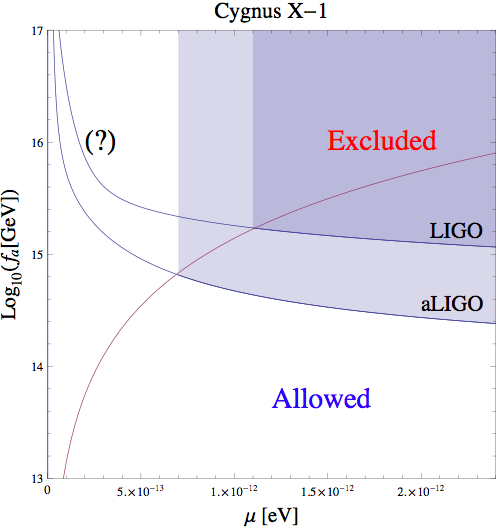 Cygnus X−1
Log10(fa[GeV])
17
16
15
14
13
(?)
Excluded
LIGO
aLIGO
Allowed
0
5.×10−13
1.×10−12
1.5×10−12
2.×10−12
μ [eV]